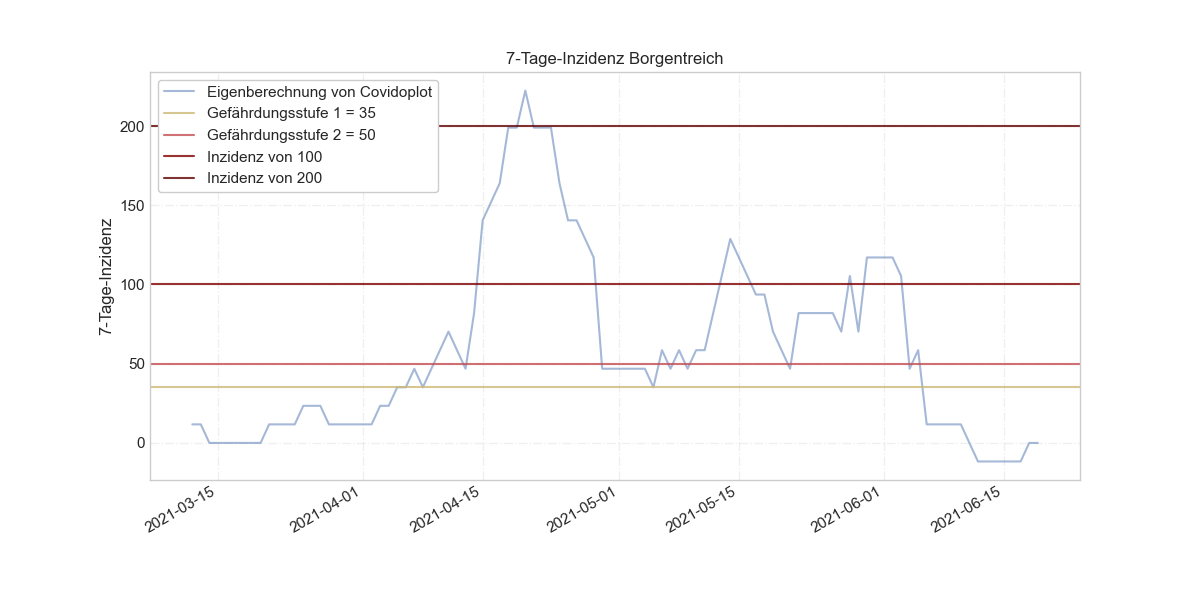 7-Tage-Inzidenz Borgentreich
Eigenberechnung von Covidoplot
Gefährdungsstufe 1 = 35
Gefährdungsstufe 2 = 50
Inzidenz von 100
Inzidenz von 200
7-Tage-Inzidenz
200
150
100
50
0
2021-03-15
2021-04-01
2021-04-15
2021-05-01
2021-05-15
2021-06-01
2021-06-15